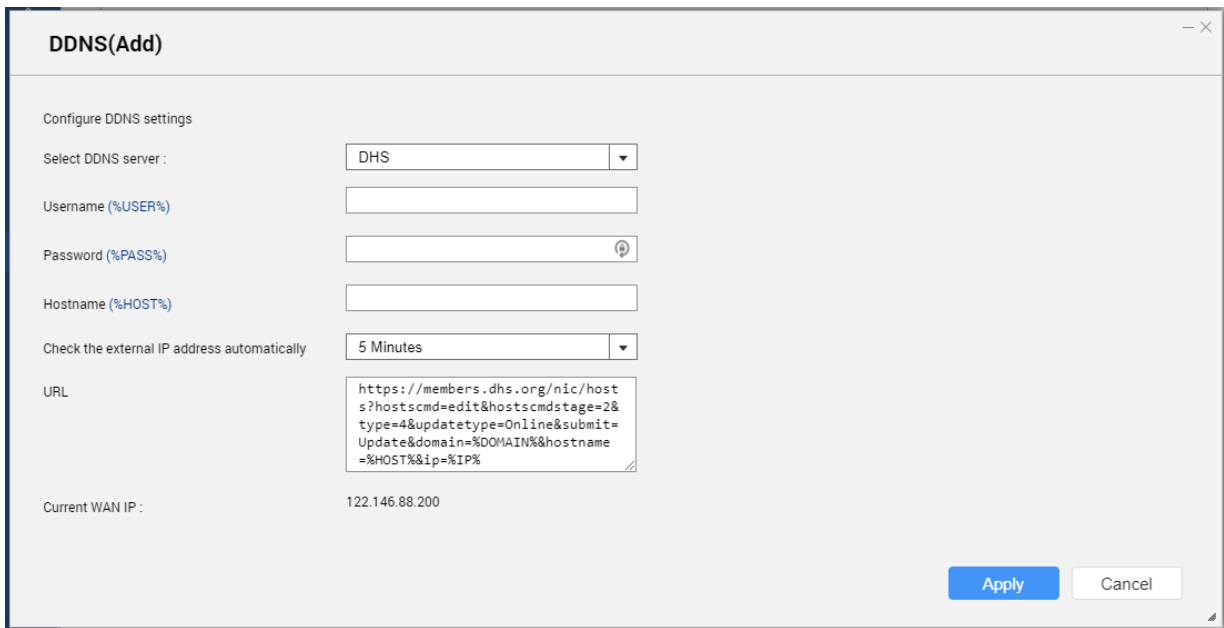 DDNS(Add)
Configure DDNS settings
Select DDNS server :
DHS
Username (%USER%)
Password (%PASS%)
Hostname (%HOST%)
Check the external IP address automatically
5 Minutes
URL
https://members.dhs.org/nic/host
s?hostscmd=edit&hostscmdstage=2&
type=4&updatetype=Online&submit=
Update&domain=%DOMAIN%&hostname
=%HOST%&ip=%IP%
Current WAN IP :
122.146.88.200
Apply
Cancel